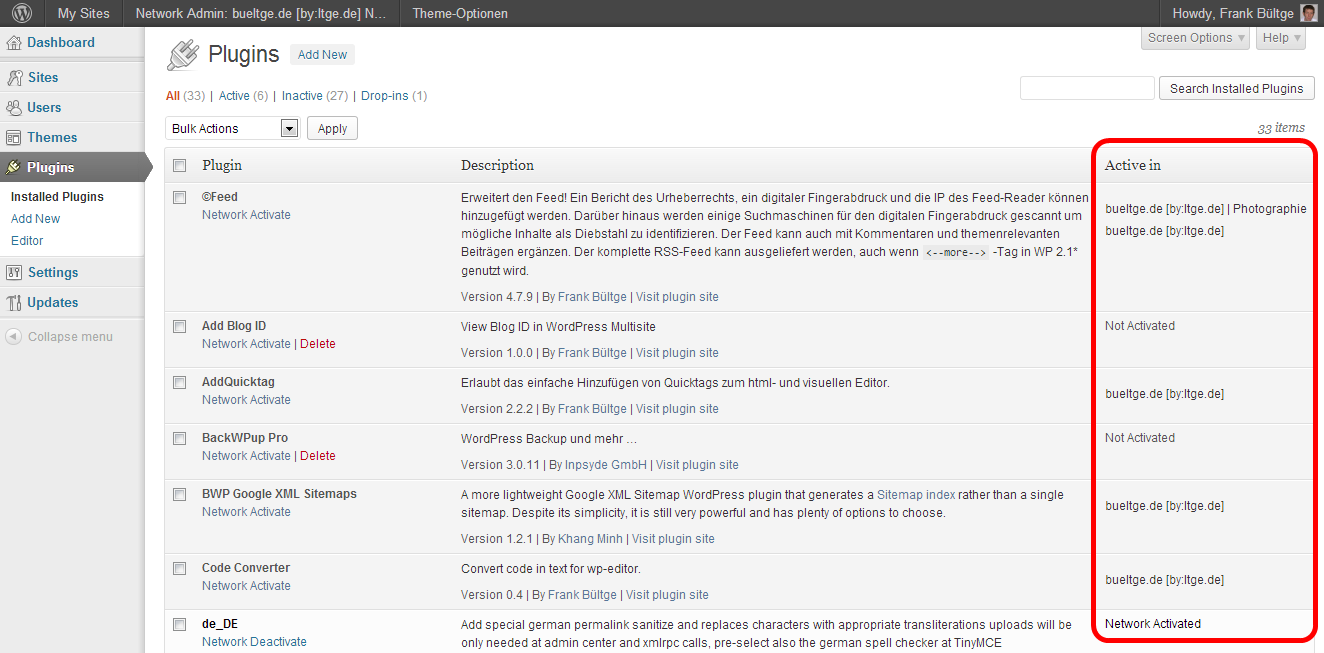 My Sites Network Admin: bueltge.de [by:ltge.de] N... Theme-Optionen Howdy, Frank Bültge
Screen Options Help
Dashboard
Sites
Users
Themes
Plugins
Installed Plugins
Add New
Editor
Settings
Updates
Collapse menu
Plugins Add New
All (33) | Active (6) | Inactive (27) | Drop-ins (1)
Search Installed Plugins
Bulk Actions Apply
33 items
Plugin Description Active in
©Feed
Network Activate
Erweitert den Feed! Ein Bericht des Urheberrechts, ein digitaler Fingerabdruck und die IP des Feed-Reader können
hinzugefügt werden. Darüber hinaus werden einige Suchmaschinen für den digitalen Fingerabdruck gescannt um
mögliche Inhalte als Diebstahl zu identifizieren. Der Feed kann auch mit Kommentaren und themenrelevanten
Beiträgen ergänzen. Der komplette RSS-Feed kann ausgeliefert werden, auch wenn <--more--> -Tag in WP 2.1*
genutzt wird.
Version 4.7.9 | By Frank Bültge | Visit plugin site
bueltge.de [by:ltge.de] | Photographie
bueltge.de [by:ltge.de]
Add Blog ID
Network Activate | Delete
View Blog ID in WordPress Multisite
Version 1.0.0 | By Frank Bültge | Visit plugin site
Not Activated
AddQuicktag
Network Activate
Erlaubt das einfache Hinzufügen von Quicktags zum html- und visuellen Editor.
Version 2.2.2 | By Frank Bültge | Visit plugin site
bueltge.de [by:ltge.de]
BackWPup Pro
Network Activate | Delete
WordPress Backup und mehr …
Version 3.0.11 | By Inpsyde GmbH | Visit plugin site
Not Activated
BWP Google XML Sitemaps
Network Activate
A more lightweight Google XML Sitemap WordPress plugin that generates a Sitemap index rather than a single
sitemap. Despite its simplicity, it is still very powerful and has plenty of options to choose.
Version 1.2.1 | By Khang Minh | Visit plugin site
bueltge.de [by:ltge.de]
Code Converter
Network Activate
Convert code in text for wp-editor.
Version 0.4 | By Frank Bültge | Visit plugin site
bueltge.de [by:ltge.de]
de_DE
Network Deactivate
Add special german permalink sanitize and replaces characters with appropriate transliterations uploads will be
only needed at admin center and xmlrpc calls, pre-select also the german spell checker at TinyMCE
Network Activated